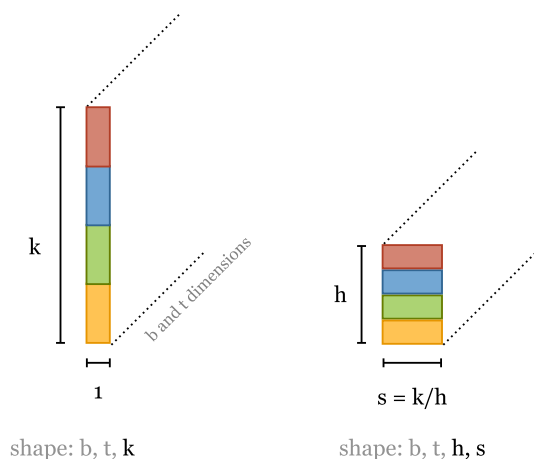 k
b and t dimensions
h
1
s = k/h
shape: b, t, k
shape: b, t, h, s